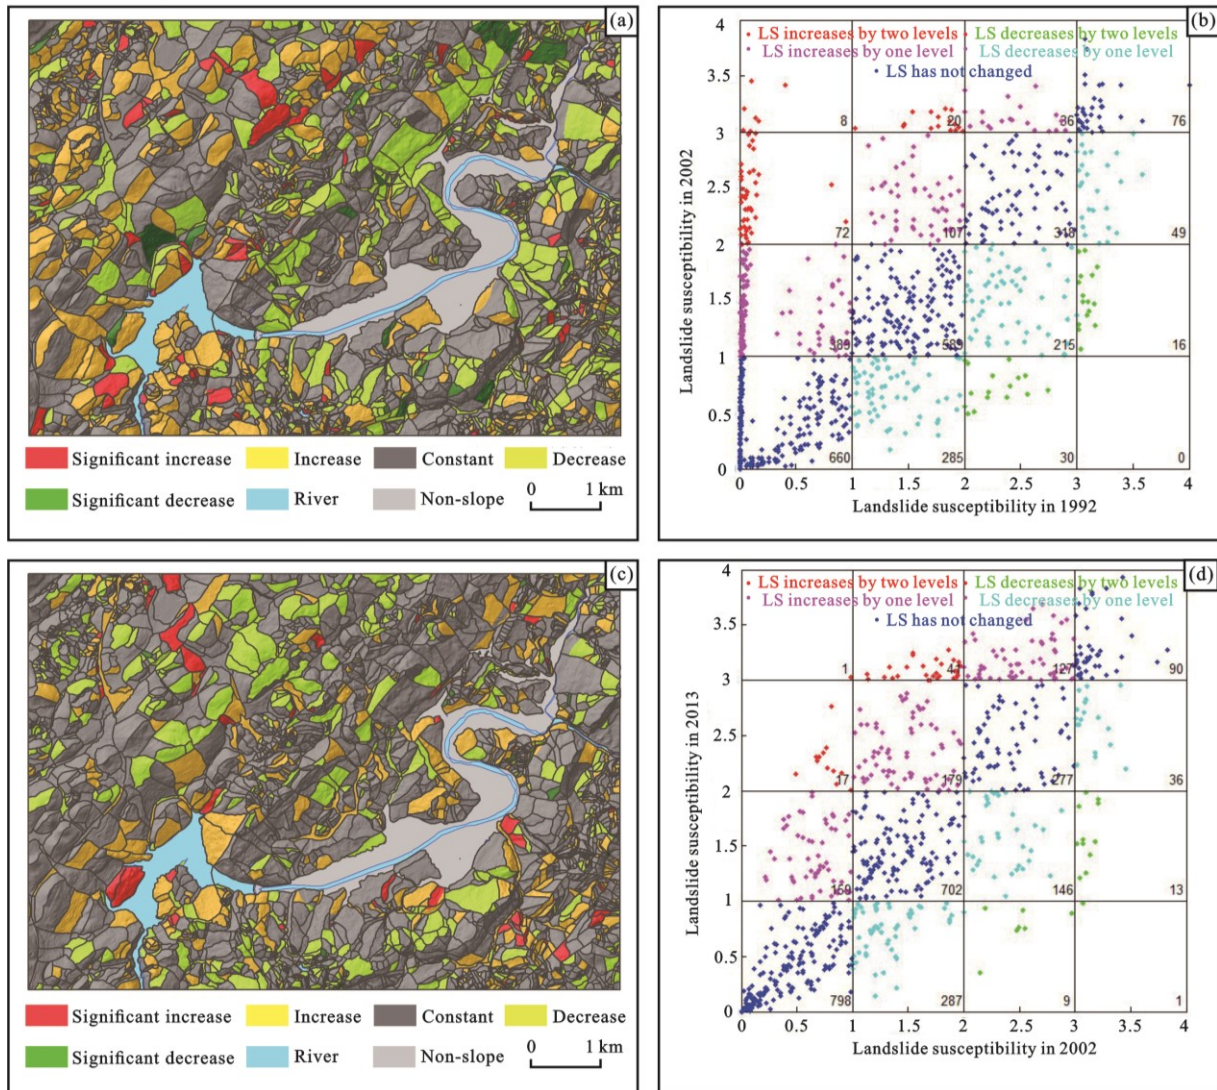 (a)
Significant increase Increase Constant Decrease
Significant decrease River Non-slope 0 1 km
(b)
LS increases by two levels LS decreases by two levels
LS increases by one level LS decreases by one level
LS has not changed
Landslide susceptibility in 2002
4
3.5
3
2.5
2
1.5
1
0.5
0
8 20 36 76
72 107 318 49
389 589 215 16
660 285 30 0
0 0.5 1 1.5 2 2.5 3 3.5 4
Landslide susceptibility in 1992
(c)
Significant increase Increase Constant Decrease
Significant decrease River Non-slope 0 1 km
(d)
LS increases by two levels LS decreases by two levels
LS increases by one level LS decreases by one level
LS has not changed
Landslide susceptibility in 2013
4
3.5
3
2.5
2
1.5
1
0.5
0
1 41 127 90
17 179 277 36
702 146 13
798 287 9 1
0 0.5 1 1.5 2 2.5 3 3.5 4
Landslide susceptibility in 2002